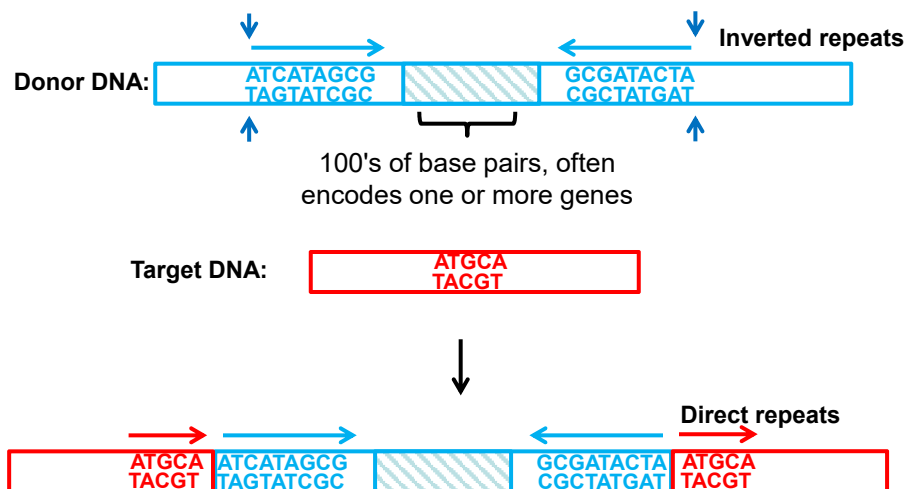 Inverted repeats
Donor DNA:
ATCATAGCG GCGATACTA
TAGTATCGC CGCTATGAT
100's of base pairs, often
encodes one or more genes
Target DNA:
ATGCA
TACGT
Direct repeats
ATGCA ATCATAGCG GCGATACTA ATGCA
TACGT TAGTATCGC CGCTATGAT TACGT